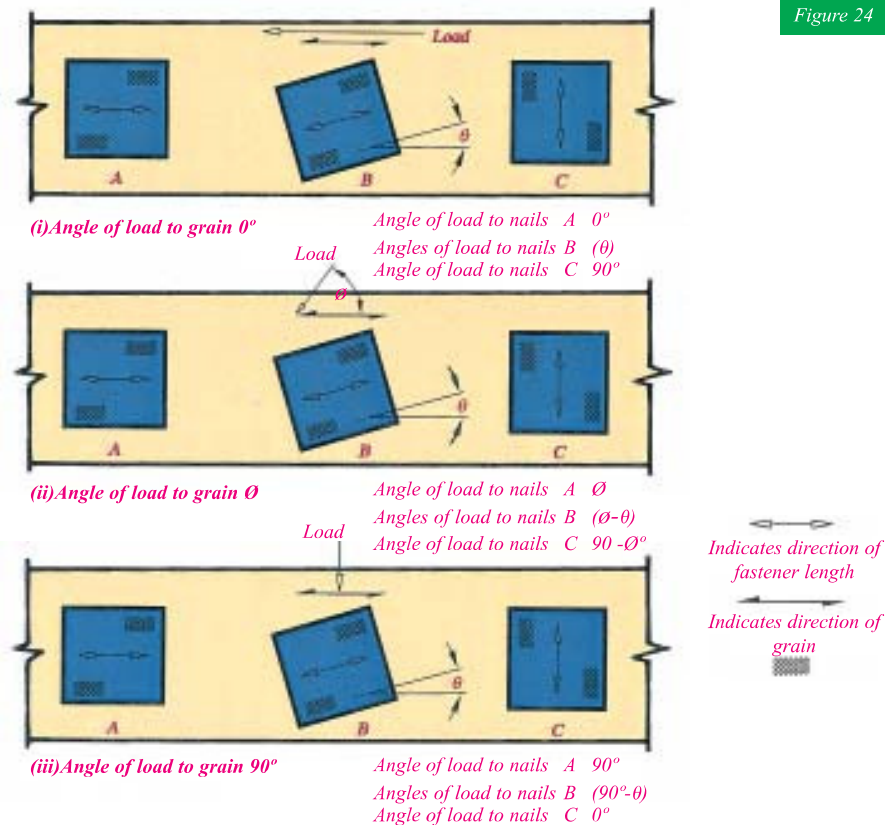 Figure 24
Load
θ
A
B
C
(i)Angle of load to grain 0º
Angle of load to nails A 0º
Angles of load to nails B (θ)
Angle of load to nails C 90º
Load
Ø
θ
A
B
C
(ii)Angle of load to grain Ø
Angle of load to nails A Ø
Angles of load to nails B (ø-θ)
Angle of load to nails C 90 -Øº
Load
Indicates direction of
fastener length
Indicates direction of
grain
θ
A
B
C
(iii)Angle of load to grain 90º
Angle of load to nails A 90º
Angles of load to nails B (90º-θ)
Angle of load to nails C 0º